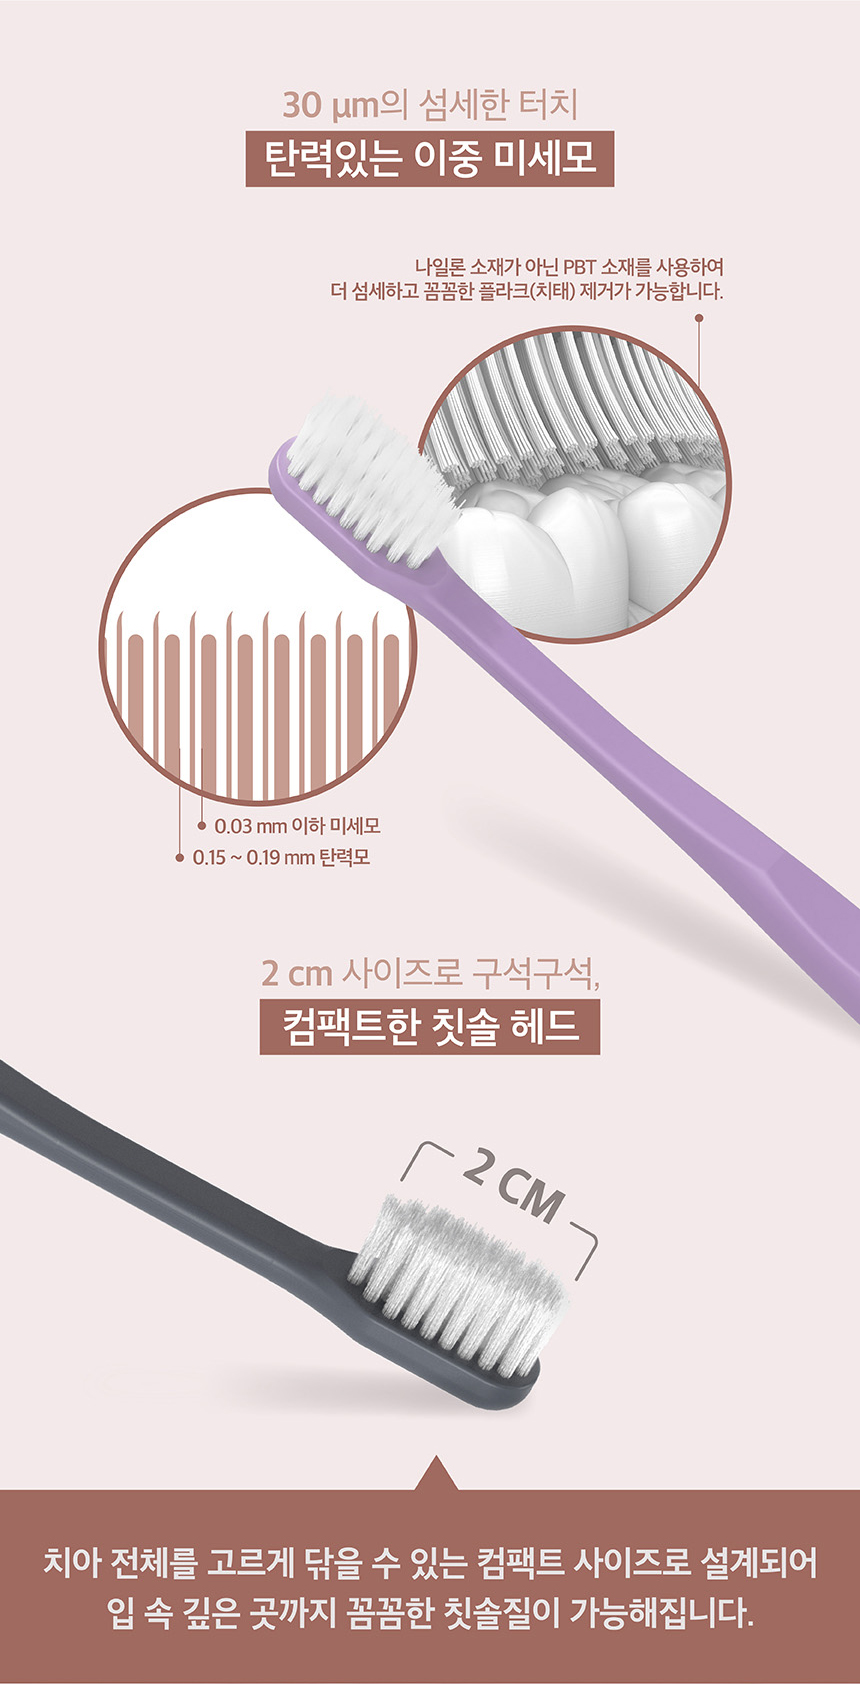 30 μm의 섬세한 터치
탄력있는 이중 미세모
나일론 소재가 아닌 PBT 소재를 사용하여
더 섬세하고 꼼꼼한 플라크(치태) 제거가 가능합니다.
0.03 mm 이하 미세모
0.15 ~ 0.19 mm 탄력모
2 cm 사이즈로 구석구석,
컴팩트한 칫솔 헤드
2 CM
치아 전체를 고르게 닦을 수 있는 컴팩트 사이즈로 설계되어
입 속 깊은 곳까지 꼼꼼한 칫솔질이 가능해집니다.